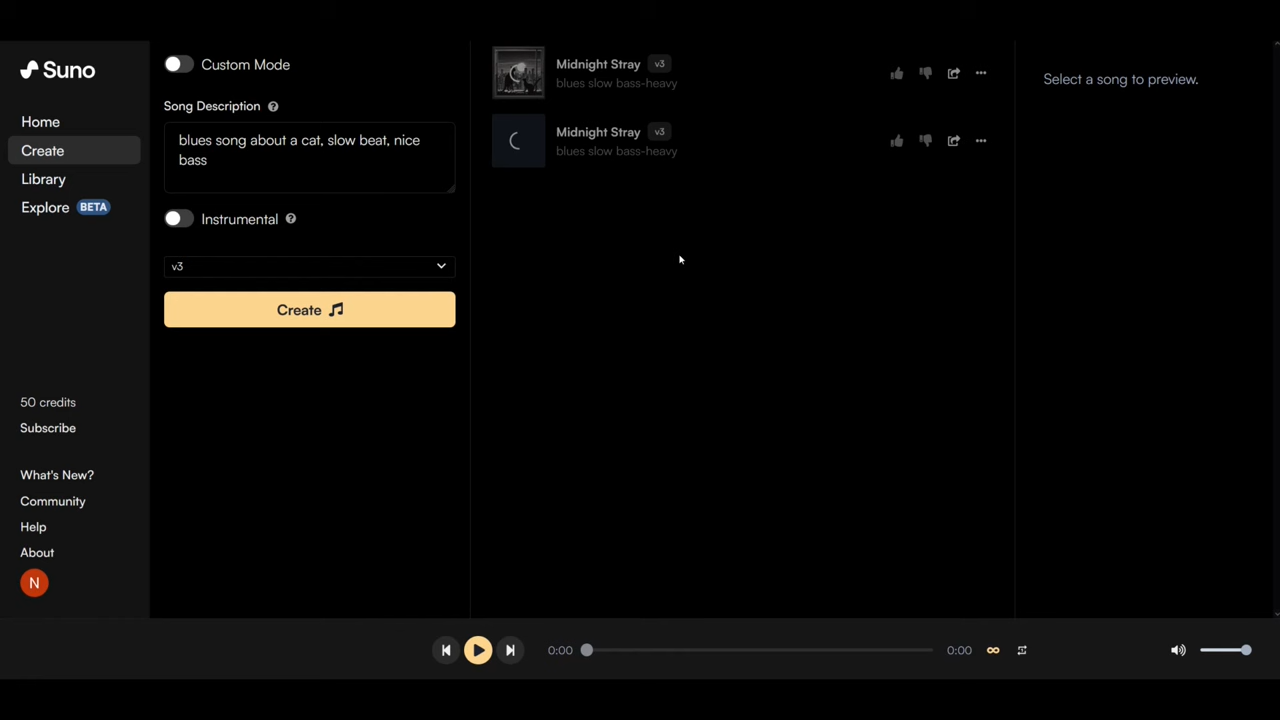 Suno
Home
Create
Library
Explore BETA
50 credits
Subscribe
What's New?
Community
Help
About
N
Custom Mode
Song Description ?
blues song about a cat, slow beat, nice
bass
Instrumental ?
v3
Create
Midnight Stray v3
blues slow bass-heavy
Midnight Stray v3
blues slow bass-heavy
Select a song to preview.
0:00
0:00